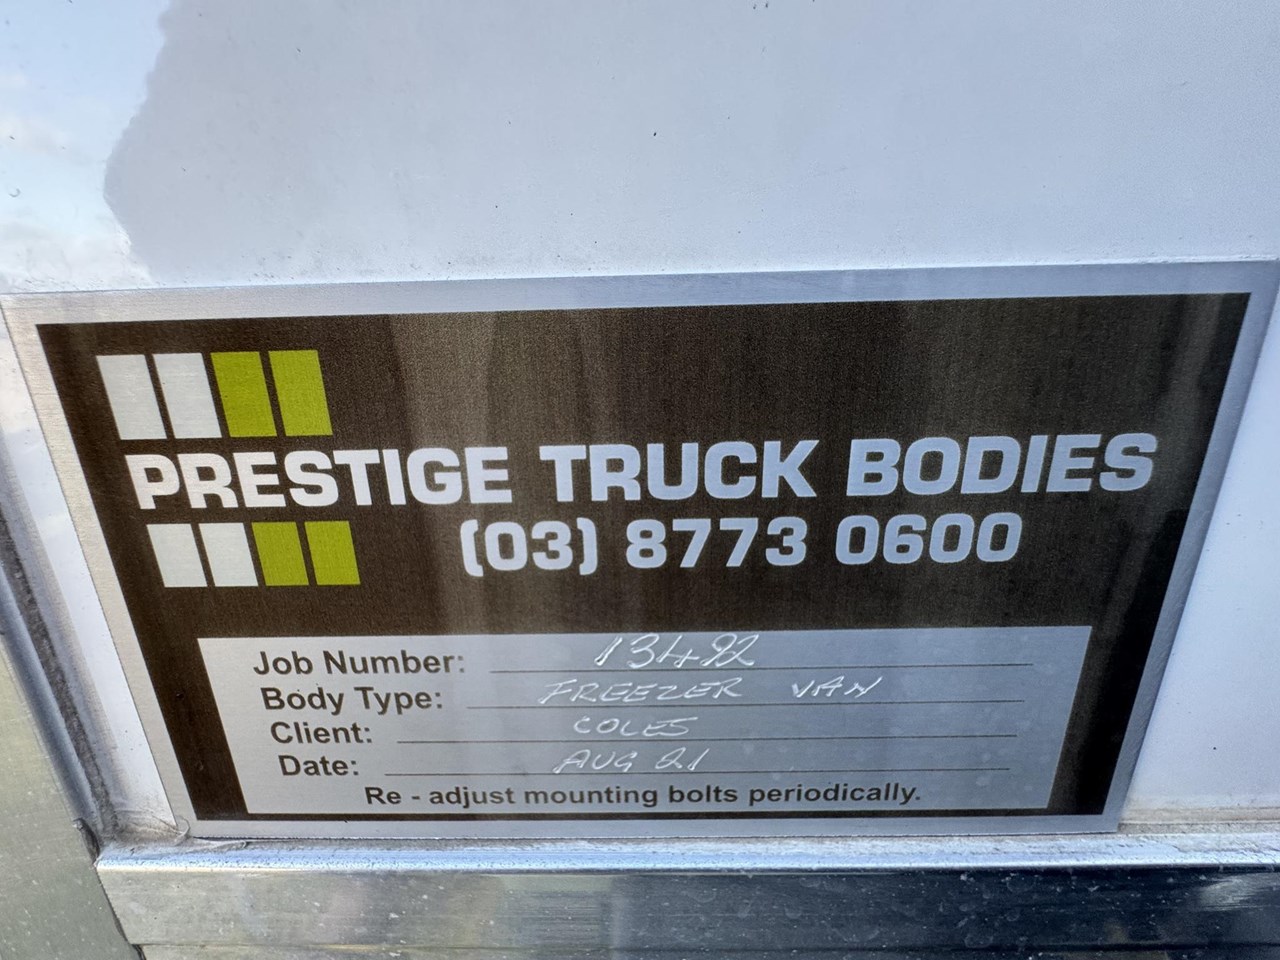 PRESTIGE TRUCK BODIES
(03) 8773 0600
Job Number: 13492
Body Type: FREEZER VAN
Client: COLES
Date: AUG 21
Re - adjust mounting bolts periodically.